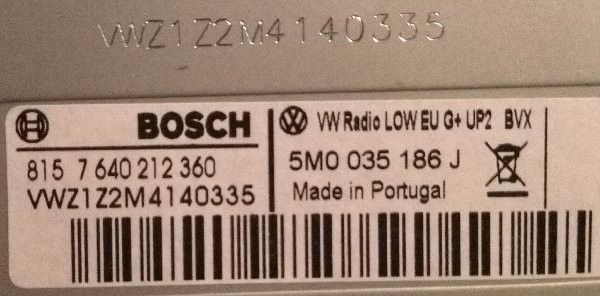 VWZ1Z2M4140335
BOSCH
815 7 640 212 360
VWZ1Z2M4140335
VW Radio LOW EU G+ UP2 BVX
5M0 035 186 J
Made in Portugal